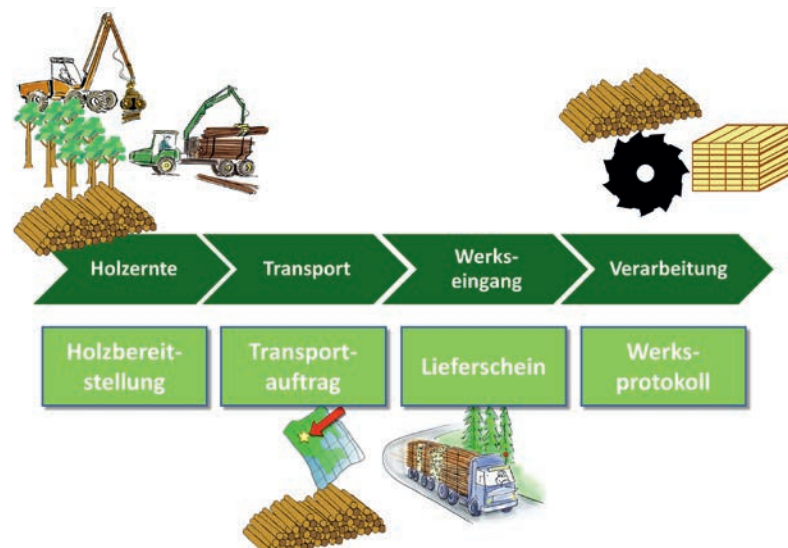 Holzernte
Transport
Werks-
eingang
Verarbeitung
Holzbereit-
stellung
Transport-
auftrag
Lieferschein
Werks-
protokoll